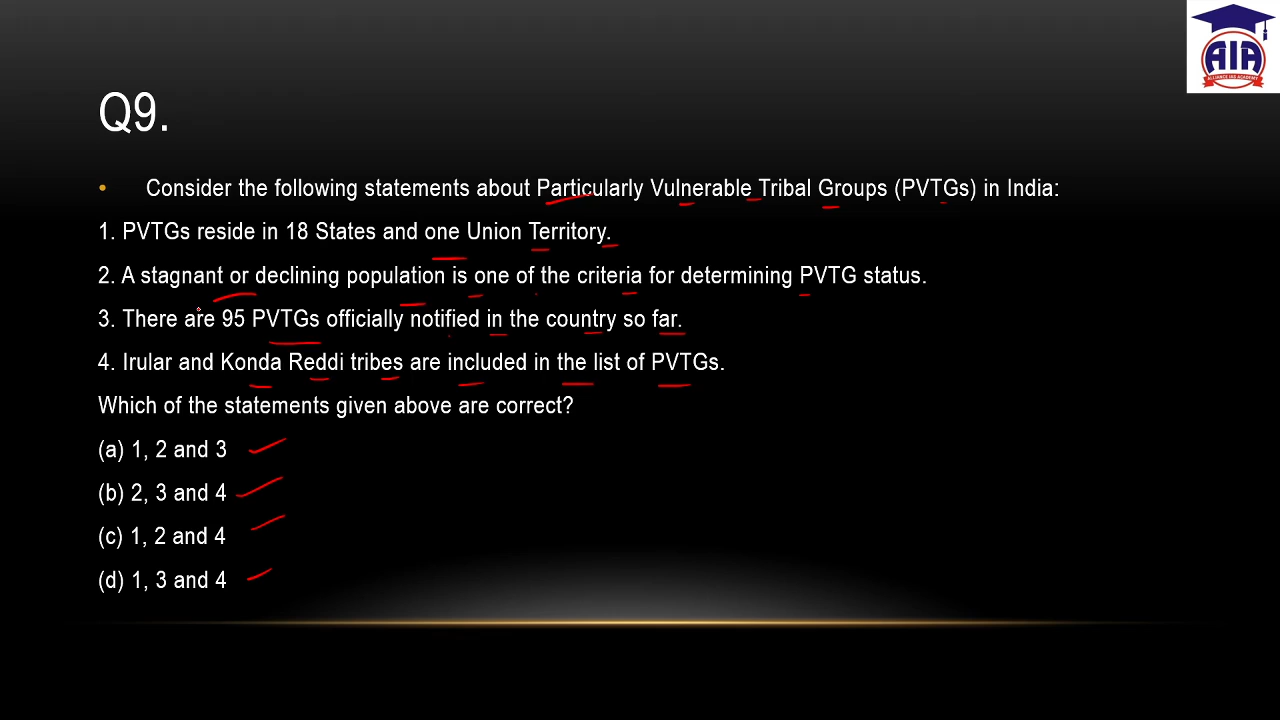 AIA
ALLIANCE IAS ACADEMY
Q9.
• Consider the following statements about Particularly Vulnerable Tribal Groups (PVTGs) in India:
1. PVTGs reside in 18 States and one Union Territory.
2. A stagnant or declining population is one of the criteria for determining PVTG status.
3. There are 95 PVTGs officially notified in the country so far.
4. Irular and Konda Reddi tribes are included in the list of PVTGs.
Which of the statements given above are correct?
(a) 1, 2 and 3
(b) 2, 3 and 4
(c) 1, 2 and 4
(d) 1, 3 and 4